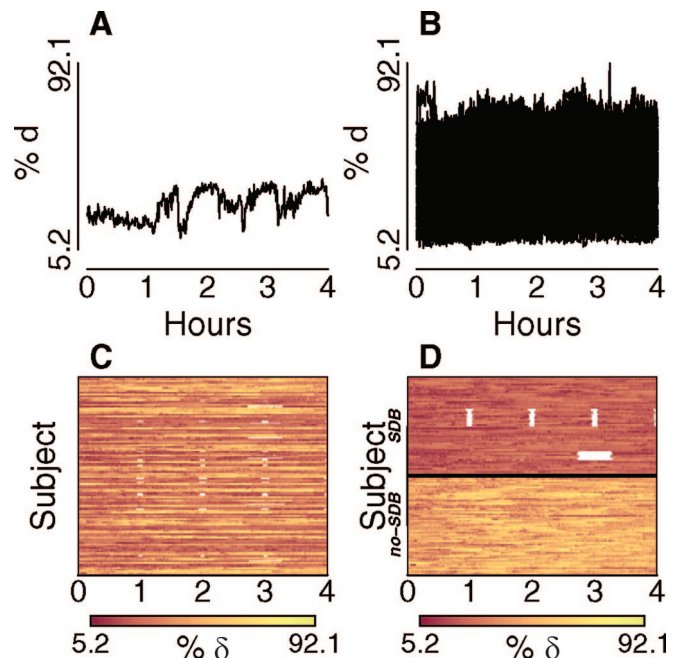 A
B
92.1
% d
5.2
0 1 2 3 4
Hours
92.1
% d
5.2
0 1 2 3 4
Hours
C
D
Subject
0 1 2 3 4
5.2 % δ 92.1
Subject
SDB
no-SDB
0 1 2 3 4
5.2 % δ 92.1